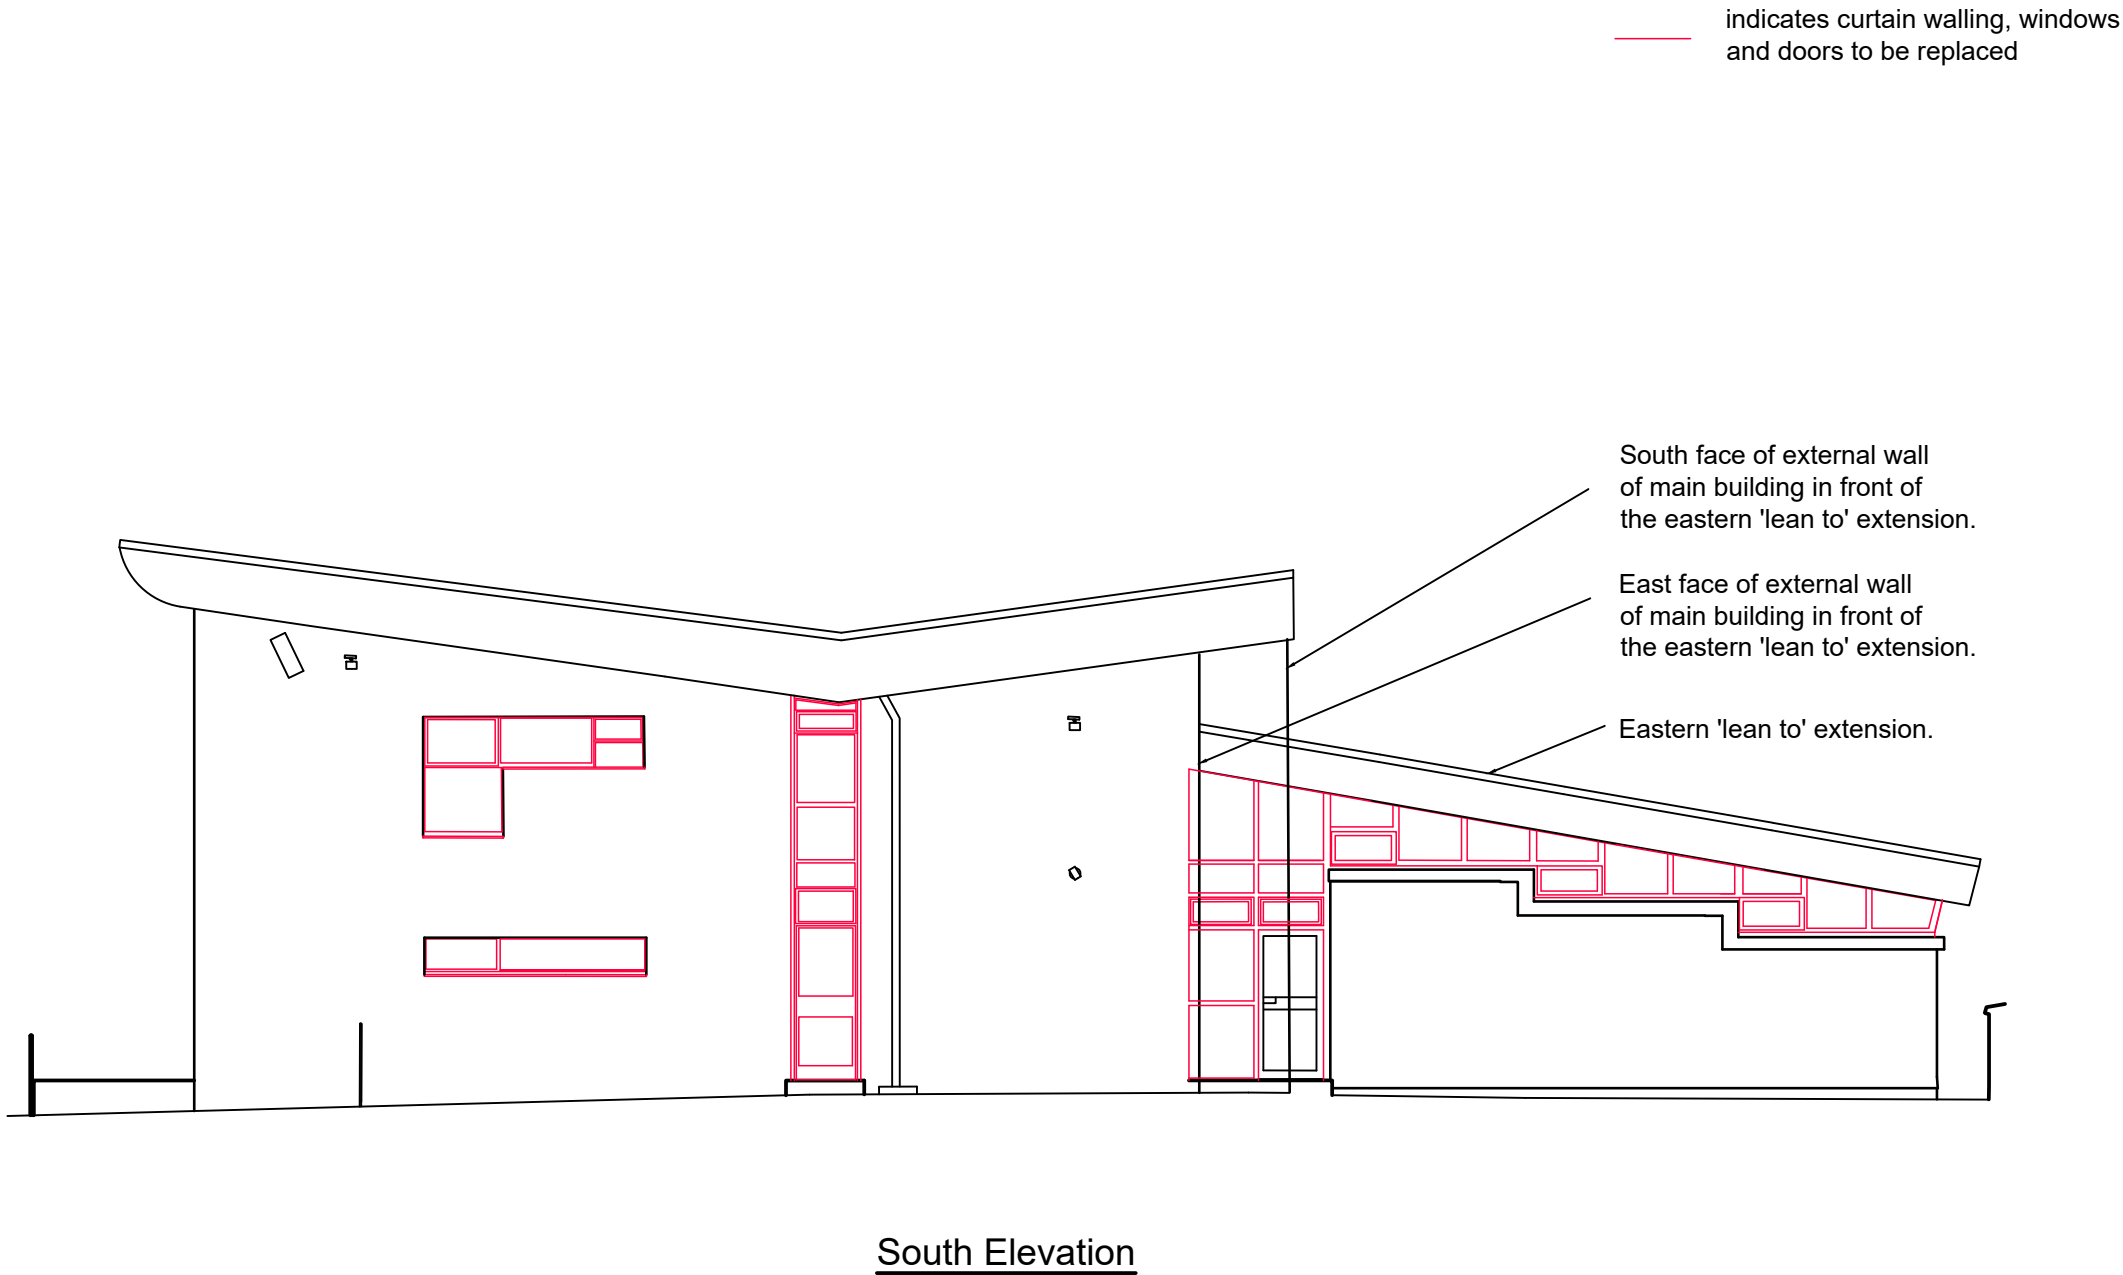 indicates curtain walling, windows
and doors to be replaced
South face of external wall
of main building in front of
the eastern 'lean to' extension.
East face of external wall
of main building in front of
the eastern 'lean to' extension.
Eastern 'lean to' extension.
South Elevation